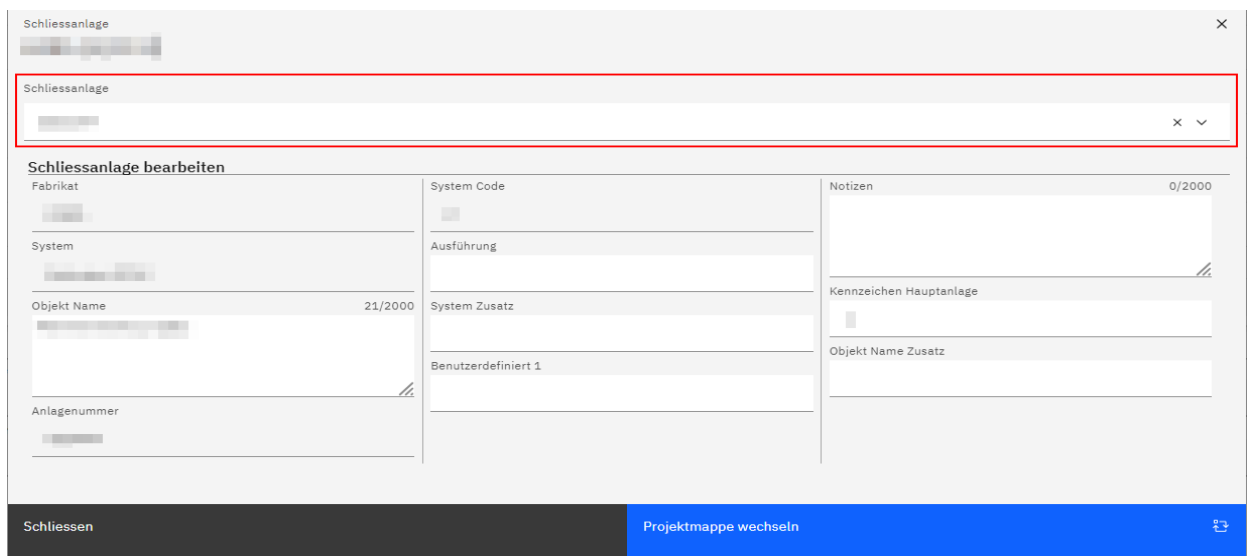 Schliessanlage
Schliessanlage
Schliessanlage bearbeiten
Fabrikat
System
Objekt Name 21/2000
Anlagenummer
System Code
Ausführung
System Zusatz
Benutzerdefiniert 1
Notizen 0/2000
Kennzeichen Hauptanlage
Objekt Name Zusatz
Schliessen
Projektmappe wechseln